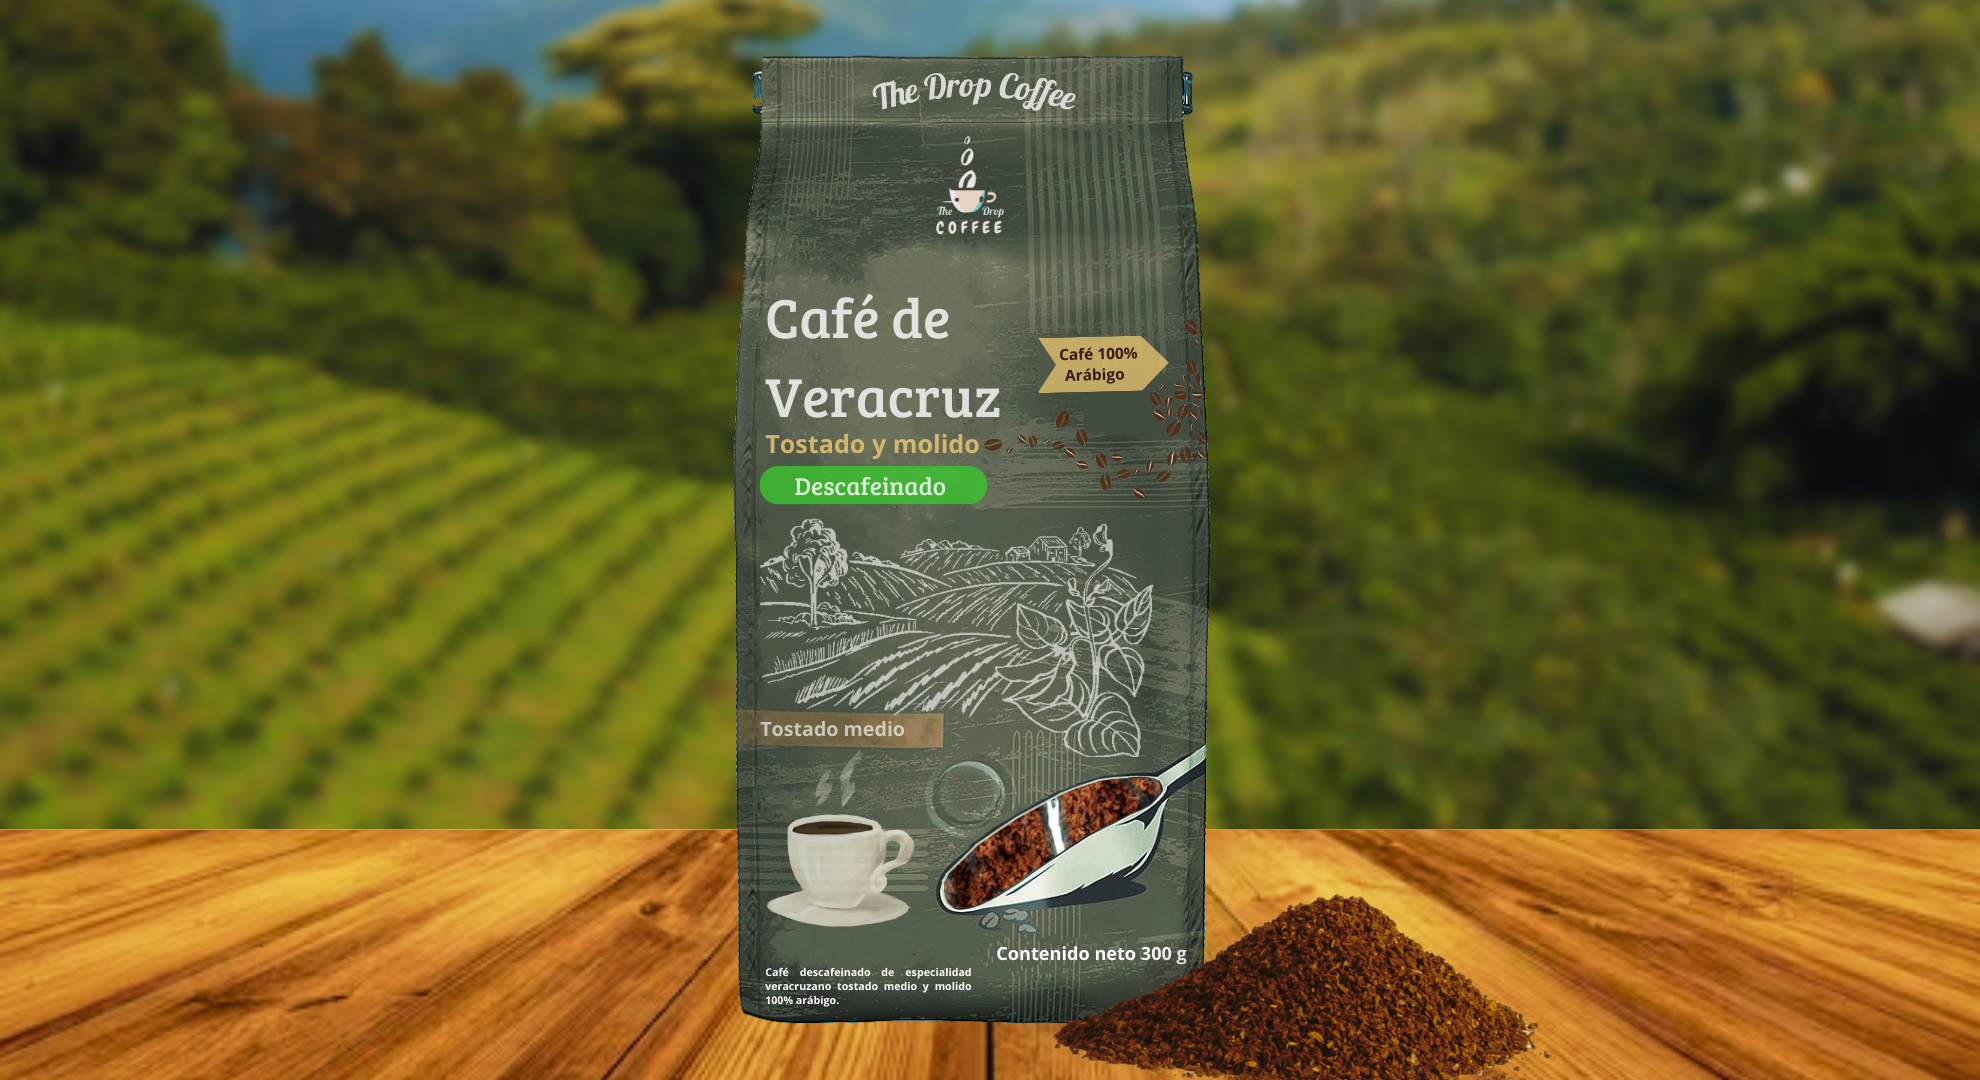 The Drop Coffee
The Drop
COFFEE
Café de
Veracruz
Café 100%
Arábigo
Tostado y molido
Descafeinado
Tostado medio
Contenido neto 300 g
Café descafeinado de especialidad
veracruzano tostado medio y molido
100% arábigo.